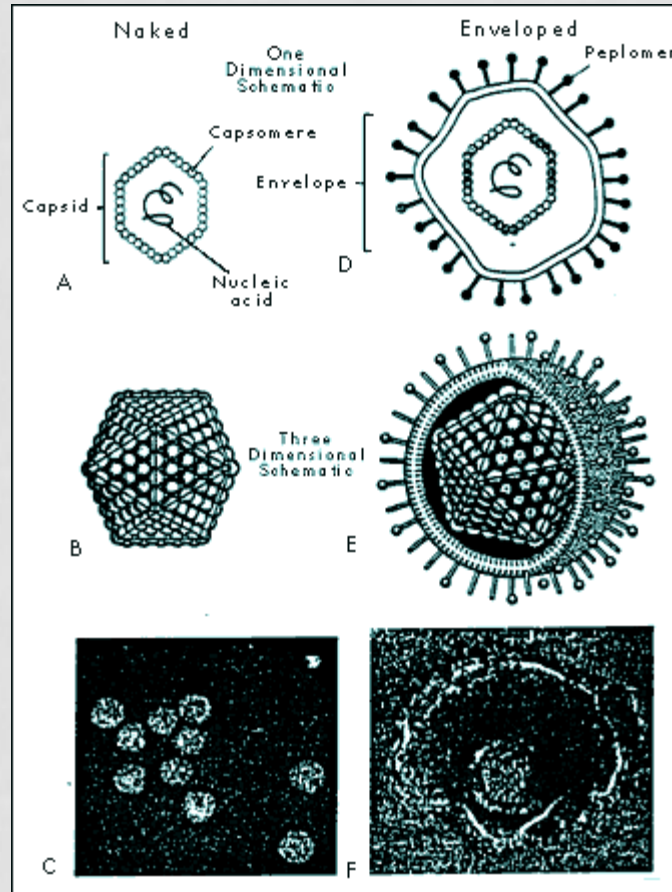 Naked
Enveloped
One
Dimensional
Schematic
Peplomer
Capsomere
Capsid
Envelope
Nucleic
acid
A
D
Three
Dimensional
Schematic
B
E
C
F